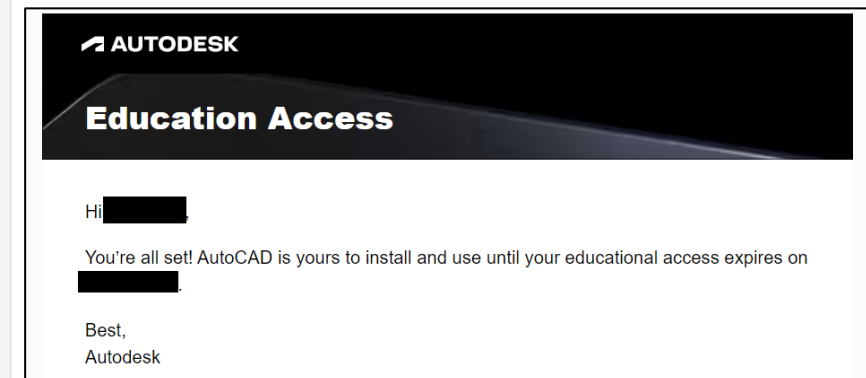 AUTODESK
Education Access
Hi ,
You’re all set! AutoCAD is yours to install and use until your educational access expires on
.
Best,
Autodesk